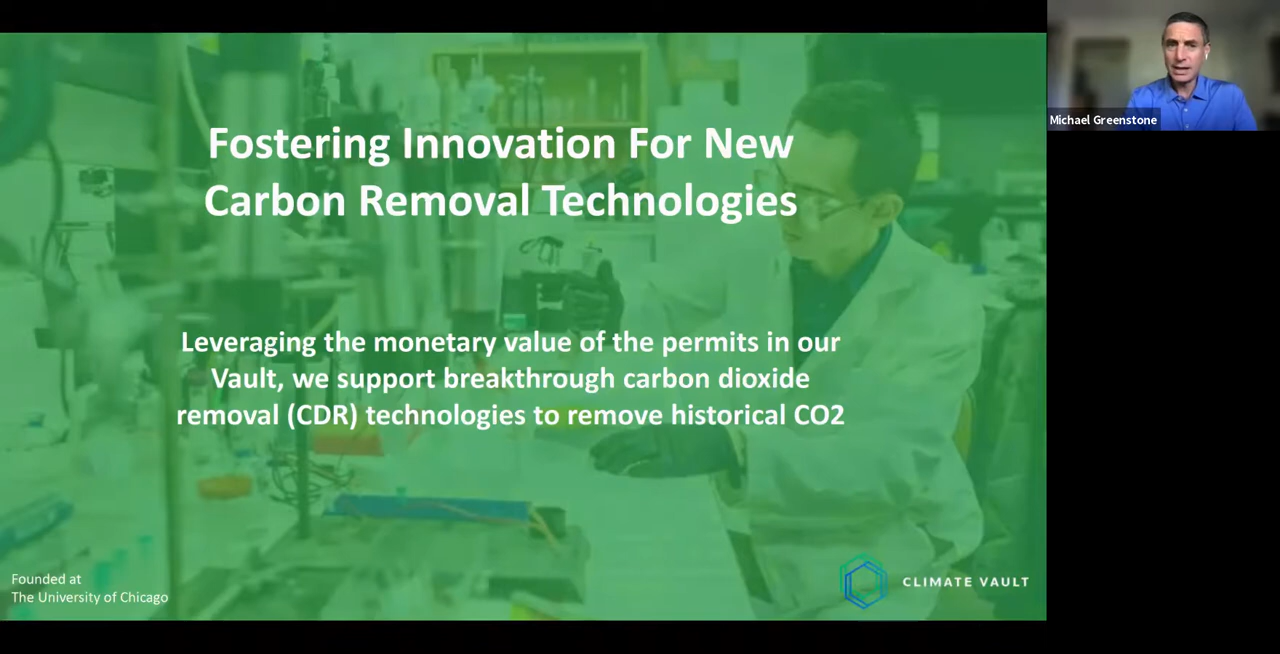 Fostering Innovation For New
Carbon Removal Technologies
Leveraging the monetary value of the permits in our
Vault, we support breakthrough carbon dioxide
removal (CDR) technologies to remove historical CO2
Founded at
The University of Chicago
CLIMATE VAULT
Michael Greenstone